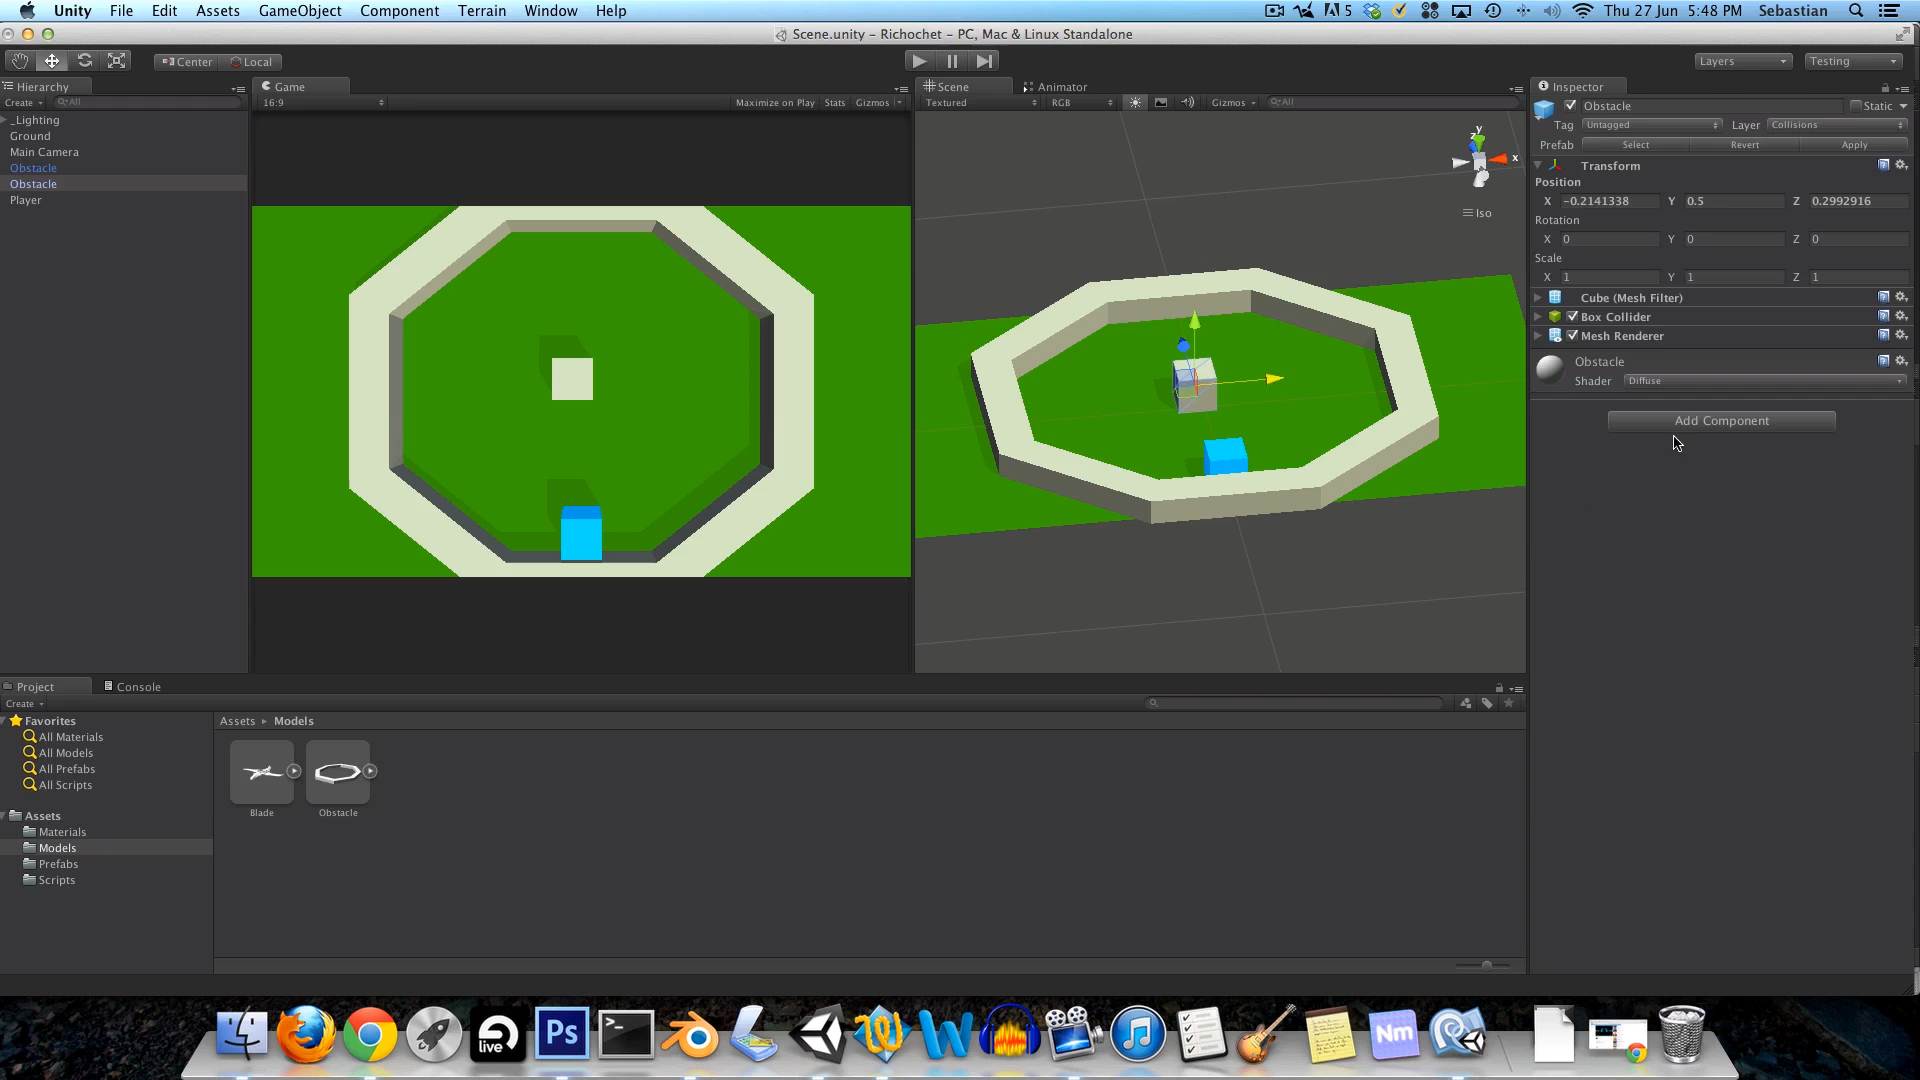 Unity File Edit Assets GameObject Component Terrain Window Help 5 Thu 27 Jun 5:48 PM Sebastian
Scene.unity – Richochet – PC, Mac & Linux Standalone
Center Local Layers Testing
Hierarchy
Create All
_Lighting
Ground
Main Camera
Obstacle
Obstacle
Player
Game
16:9 Maximize on Play Stats Gizmos
Scene Animator
Textured RGB Gizmos All
y
z
x
Iso
Inspector
Obstacle Static
Tag Untagged Layer Collisions
Prefab Select Revert Apply
Transform
Position
X -0.2141338 Y 0.5 Z 0.2992916
Rotation
X 0 Y 0 Z 0
Scale
X 1 Y 1 Z 1
Cube (Mesh Filter)
Box Collider
Mesh Renderer
Obstacle
Shader Diffuse
Add Component
Project Console
Create
Favorites
All Materials
All Models
All Prefabs
All Scripts
Assets
Materials
Models
Prefabs
Scripts
Assets Models
Blade Obstacle
live Ps W Nm